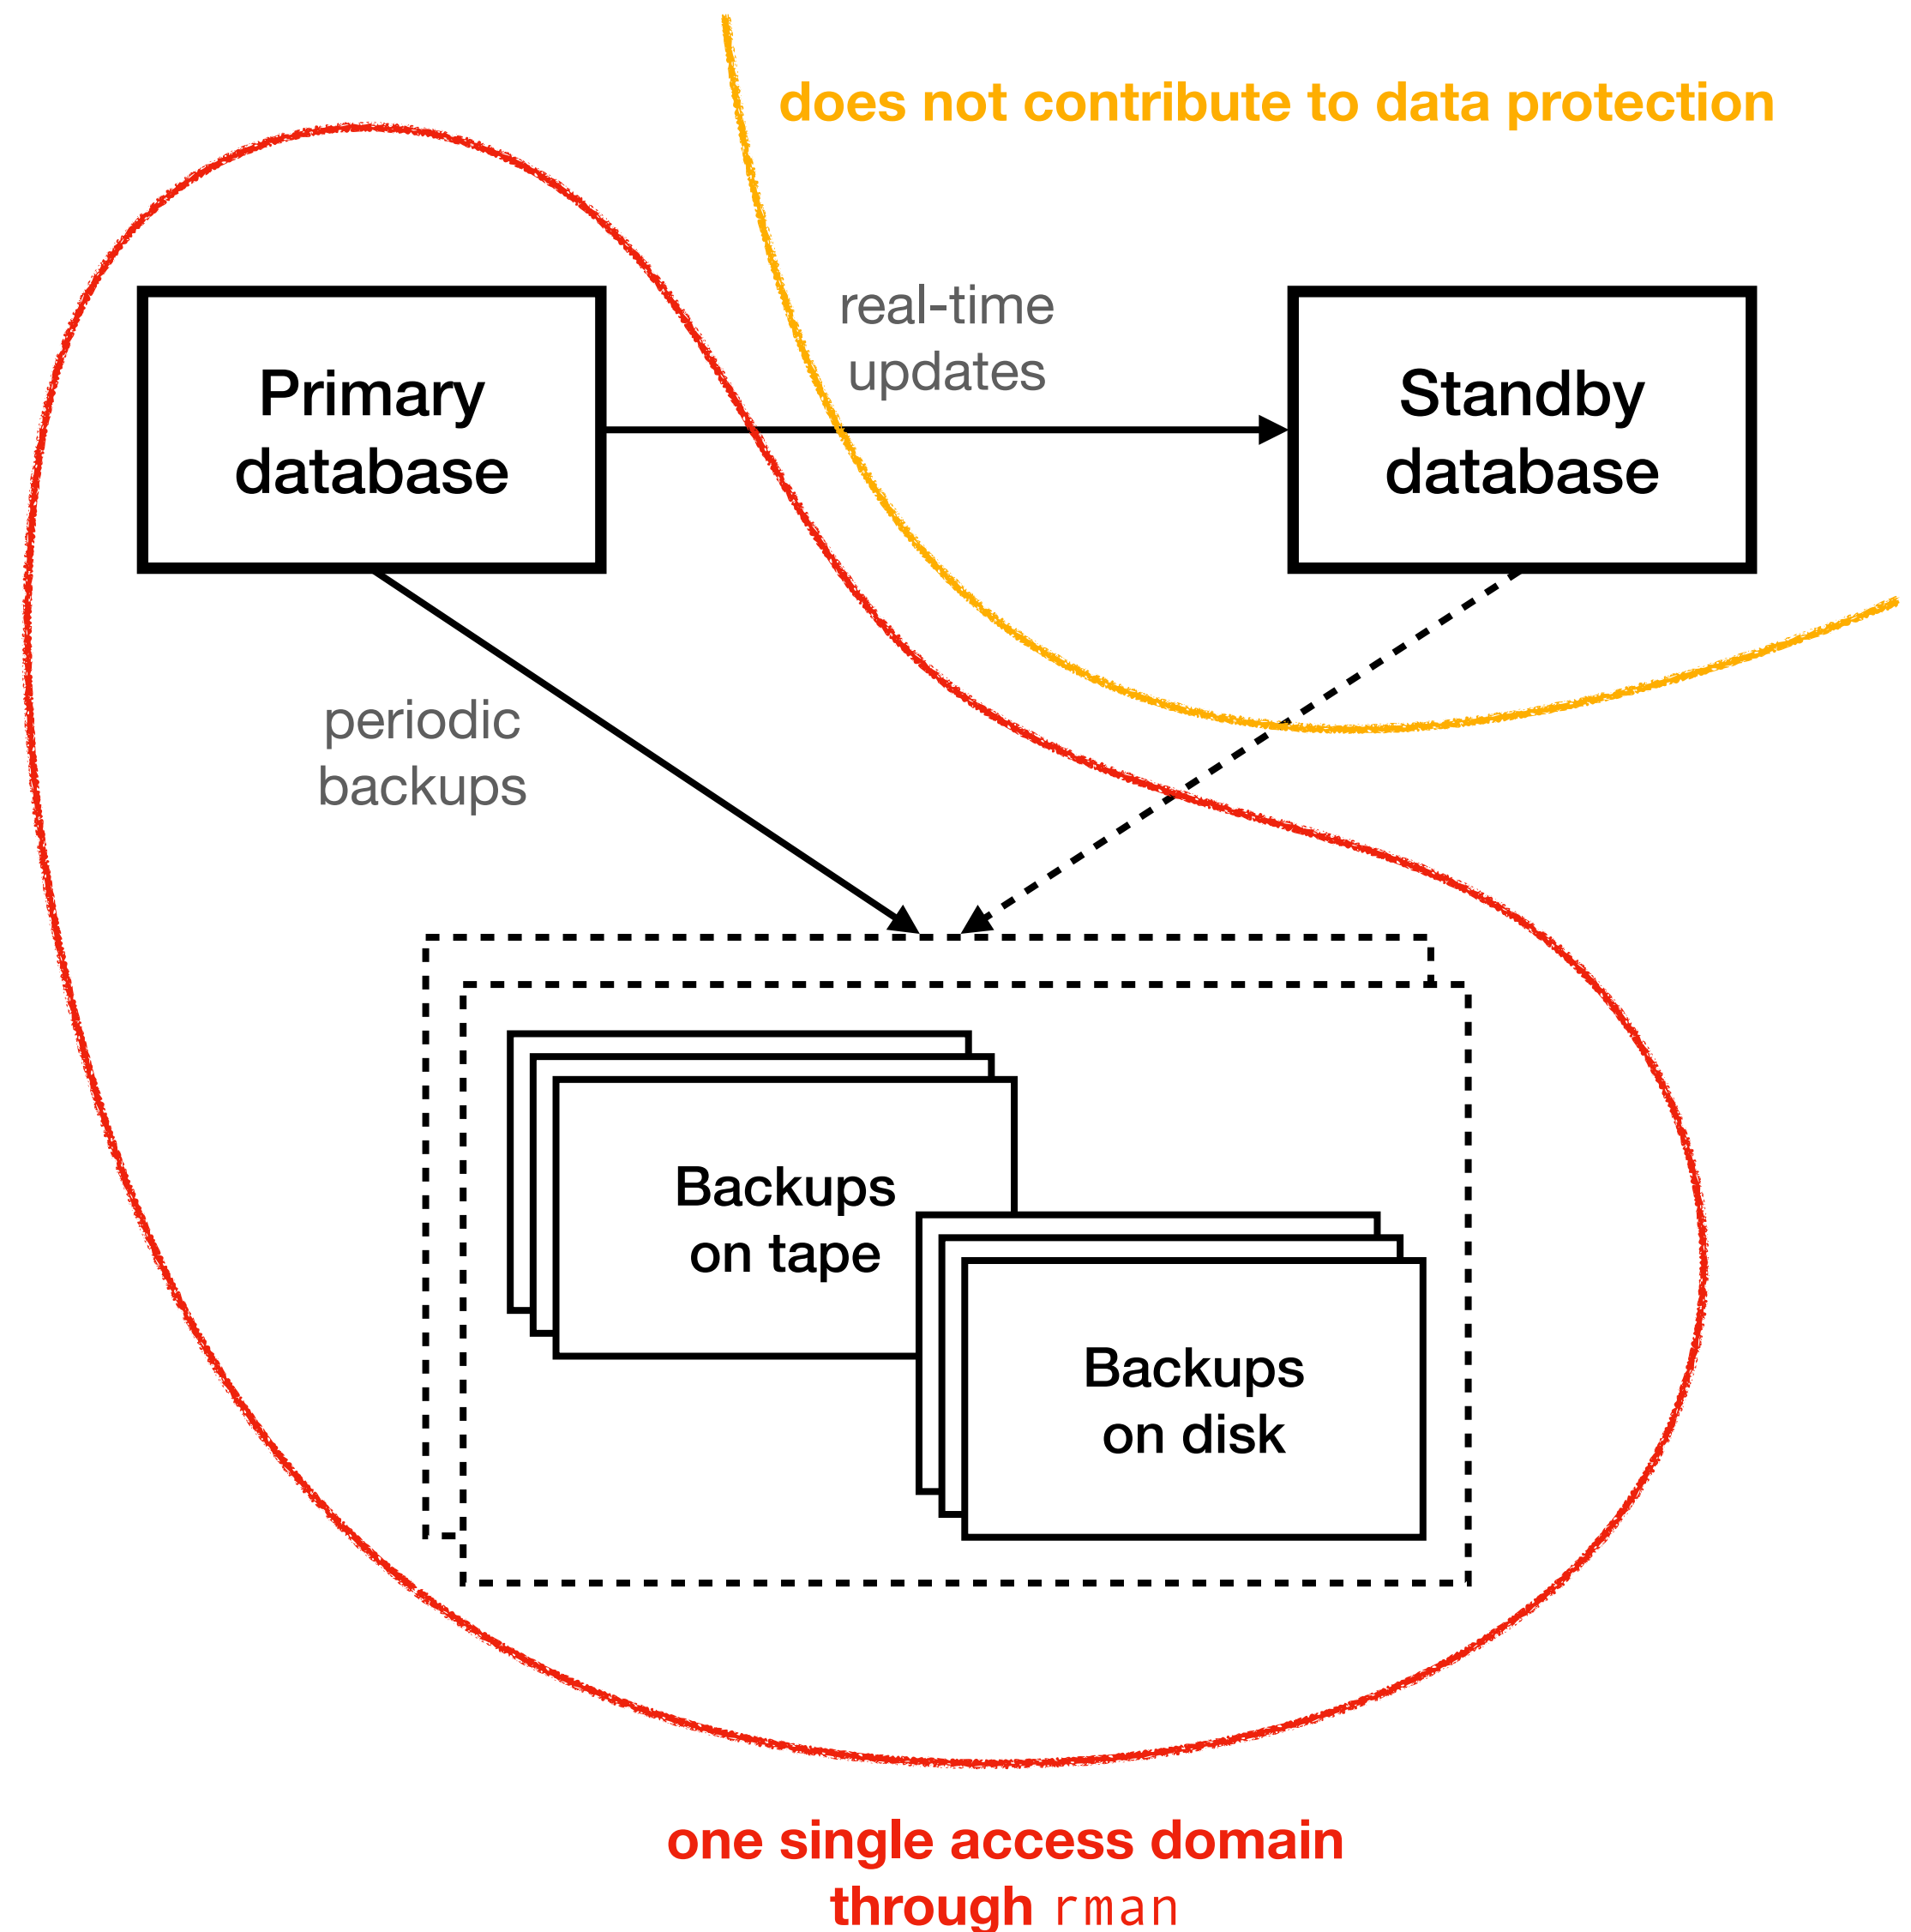 does not contribute to data protection
real-time
updates
Primary
database
Standby
database
periodic
backups
Backups
on tape
Backups
on disk
one single access domain
through rman